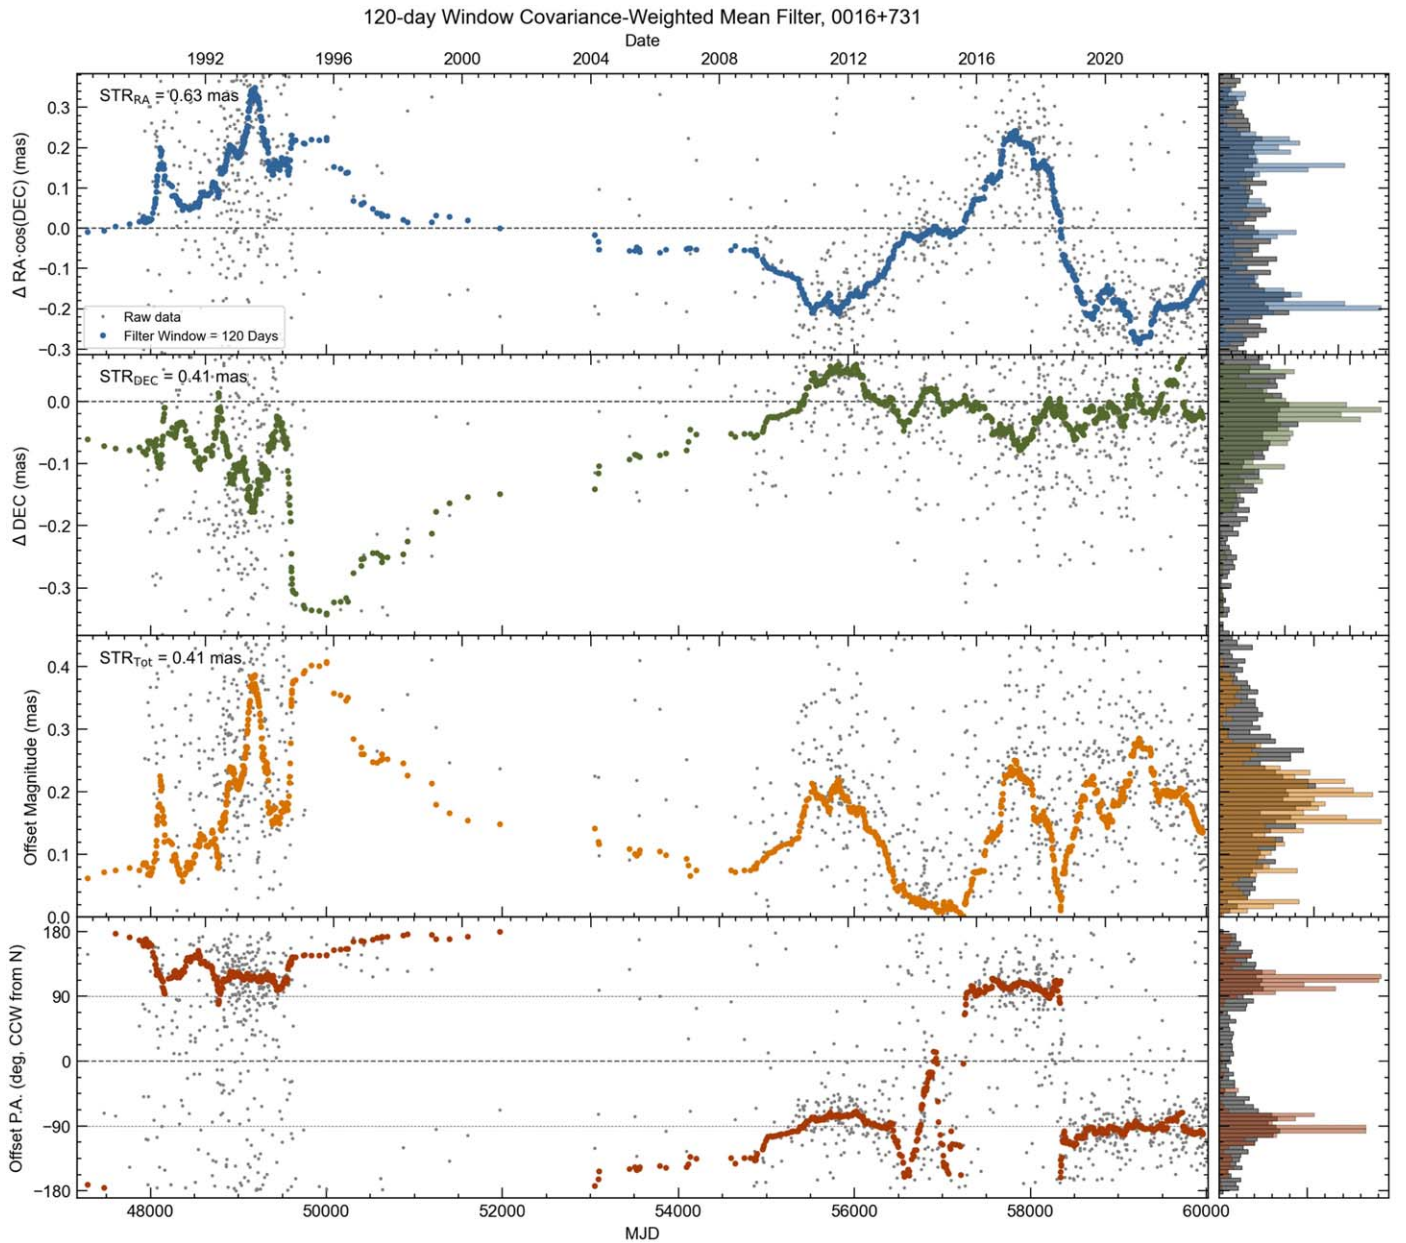 120-day Window Covariance-Weighted Mean Filter, 0016+731
Date
1992 1996 2000 2004 2008 2012 2016 2020
STR_RA = 0.63 mas
0.3
0.2
0.1
0.0
−0.1
−0.2
−0.3
Δ RA·cos(DEC) (mas)
Raw data
Filter Window = 120 Days
STR_DEC = 0.41 mas
0.0
−0.1
−0.2
−0.3
Δ DEC (mas)
STR_Tot = 0.41 mas
0.4
0.3
0.2
0.1
0.0
Offset Magnitude (mas)
180
90
0
−90
−180
Offset P.A. (deg, CCW from N)
48000 50000 52000 54000 56000 58000 60000
MJD